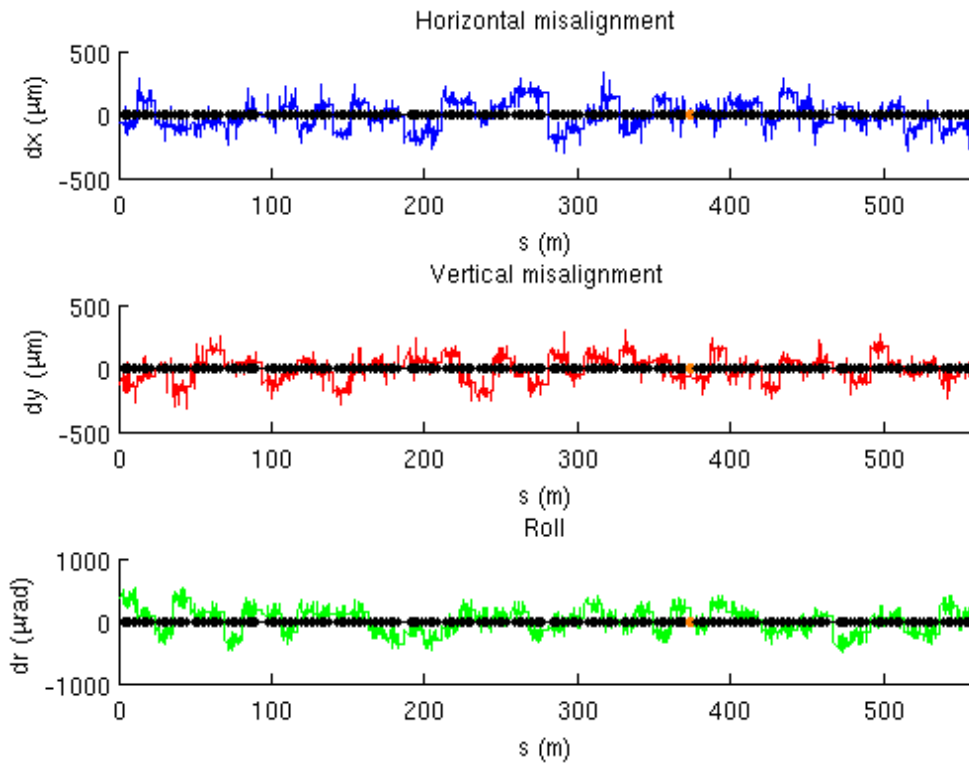 Horizontal misalignment
500
0
-500
dx (µm)
0 100 200 300 400 500
s (m)
Vertical misalignment
500
0
-500
dy (µm)
0 100 200 300 400 500
s (m)
Roll
1000
0
-1000
dr (µrad)
0 100 200 300 400 500
s (m)